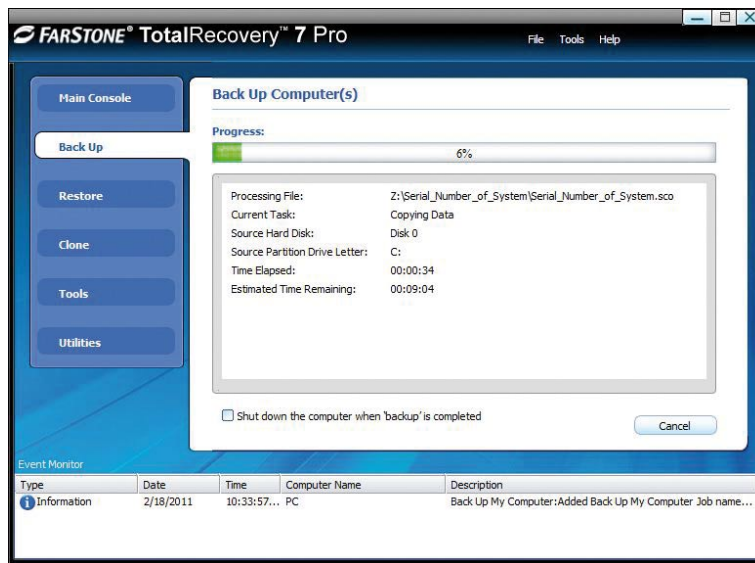 FARSTONE® TotalRecovery™ 7 Pro
File Tools Help
Main Console
Back Up
Restore
Clone
Tools
Utilities
Back Up Computer(s)
Progress:
6%
Processing File: Z:\Serial_Number_of_System\Serial_Number_of_System.sco
Current Task: Copying Data
Source Hard Disk: Disk 0
Source Partition Drive Letter: C:
Time Elapsed: 00:00:34
Estimated Time Remaining: 00:09:04
Shut down the computer when 'backup' is completed
Cancel
Event Monitor
Type Date Time Computer Name Description
Information 2/18/2011 10:33:57... PC Back Up My Computer:Added Back Up My Computer Job name...